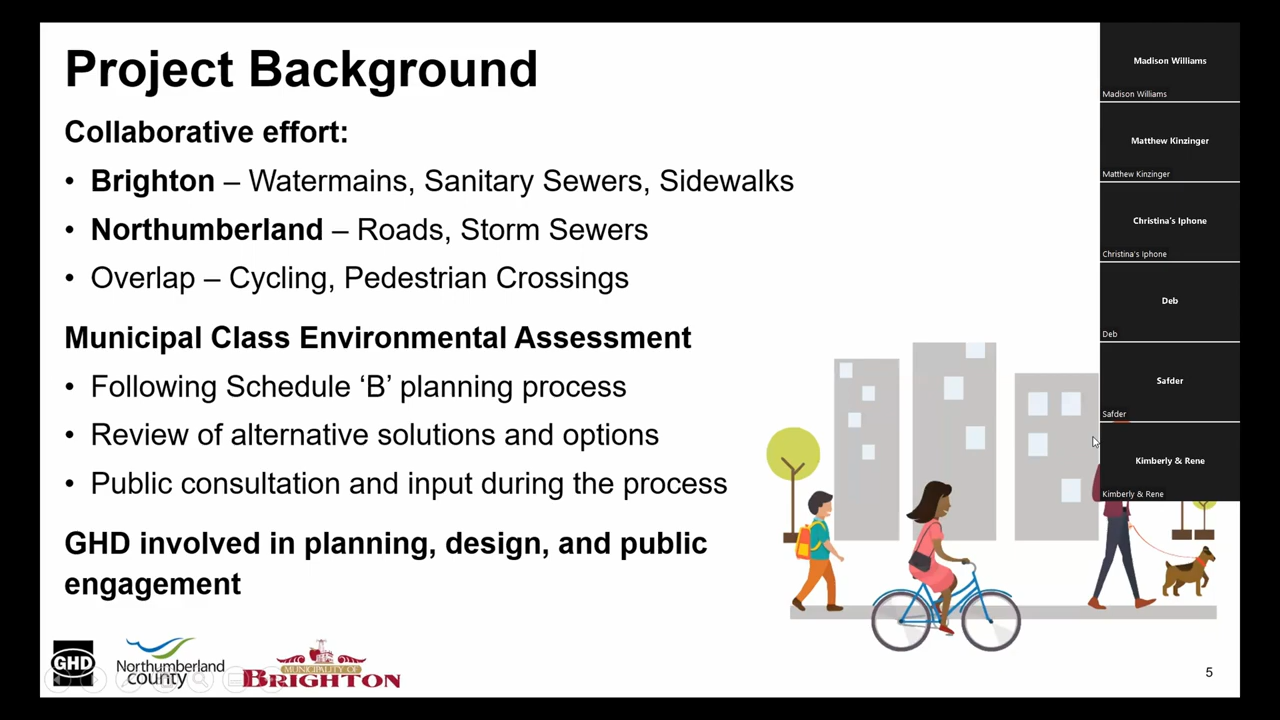 Project Background
Collaborative effort:
• Brighton – Watermains, Sanitary Sewers, Sidewalks
• Northumberland – Roads, Storm Sewers
• Overlap – Cycling, Pedestrian Crossings
Municipal Class Environmental Assessment
• Following Schedule ‘B’ planning process
• Review of alternative solutions and options
• Public consultation and input during the process
GHD involved in planning, design, and public
engagement
GHD
Northumberland
county
MUNICIPALITY OF
BRIGHTON
5
Madison Williams
Madison Williams
Matthew Kinzinger
Matthew Kinzinger
Christina's Iphone
Christina's Iphone
Deb
Deb
Safder
Safder
Kimberly & Rene
Kimberly & Rene